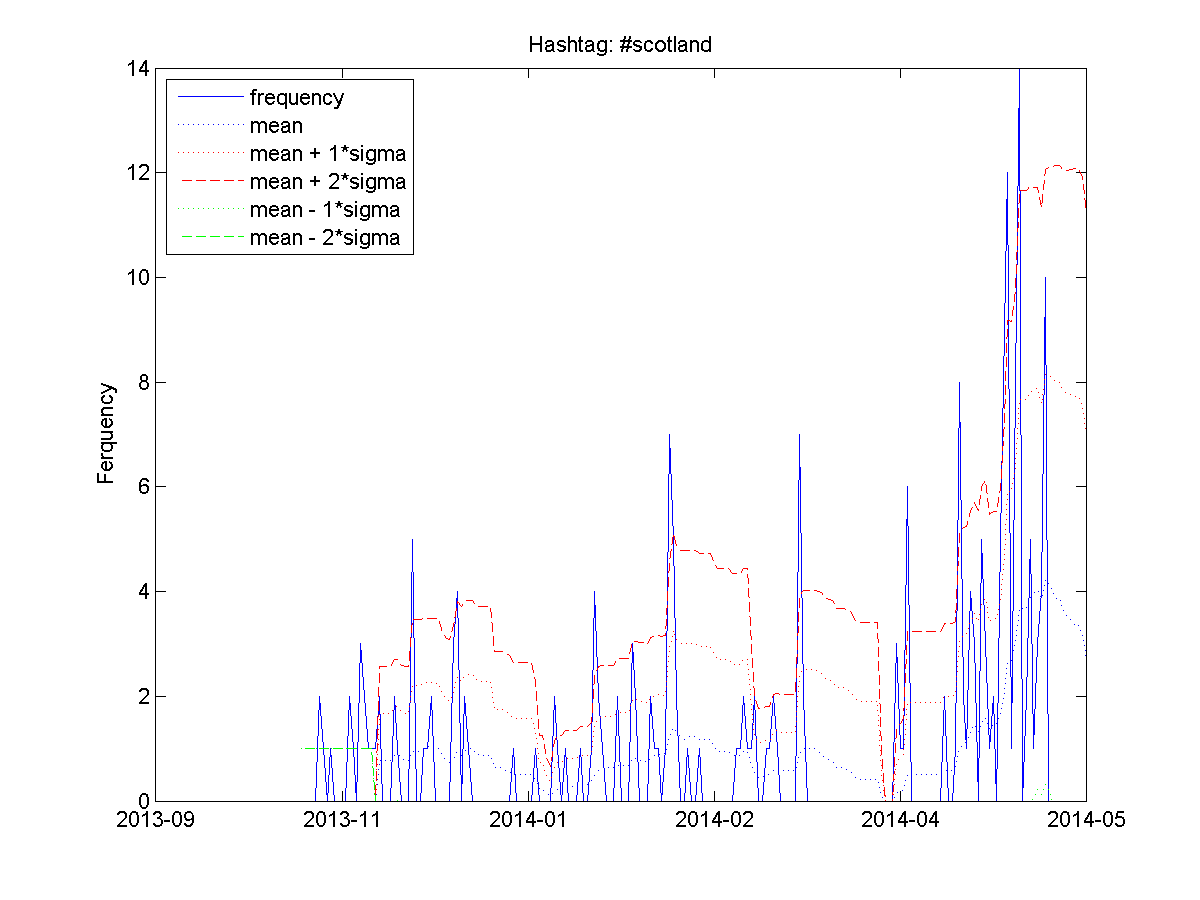 Hashtag: #scotland
14
12
10
8
6
4
2
0
Ferquency
frequency
mean
mean + 1*sigma
mean + 2*sigma
mean - 1*sigma
mean - 2*sigma
2013-09 2013-11 2014-01 2014-02 2014-04 2014-05